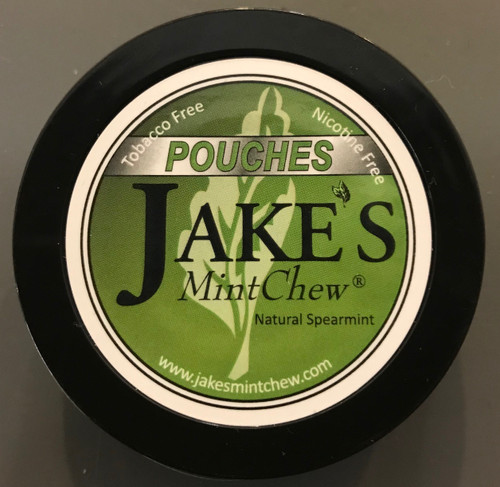 Tobacco Free
Nicotine Free
POUCHES
JAKE'S
MintChew®
Natural Spearmint
www.jakesmintchew.com